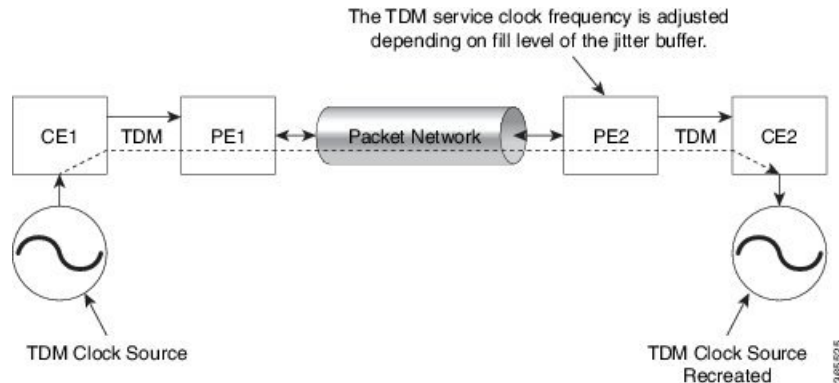 The TDM service clock frequency is adjusted
depending on fill level of the jitter buffer.
CE1
TDM
PE1
Packet Network
PE2
TDM
CE2
TDM Clock Source
TDM Clock Source
Recreated